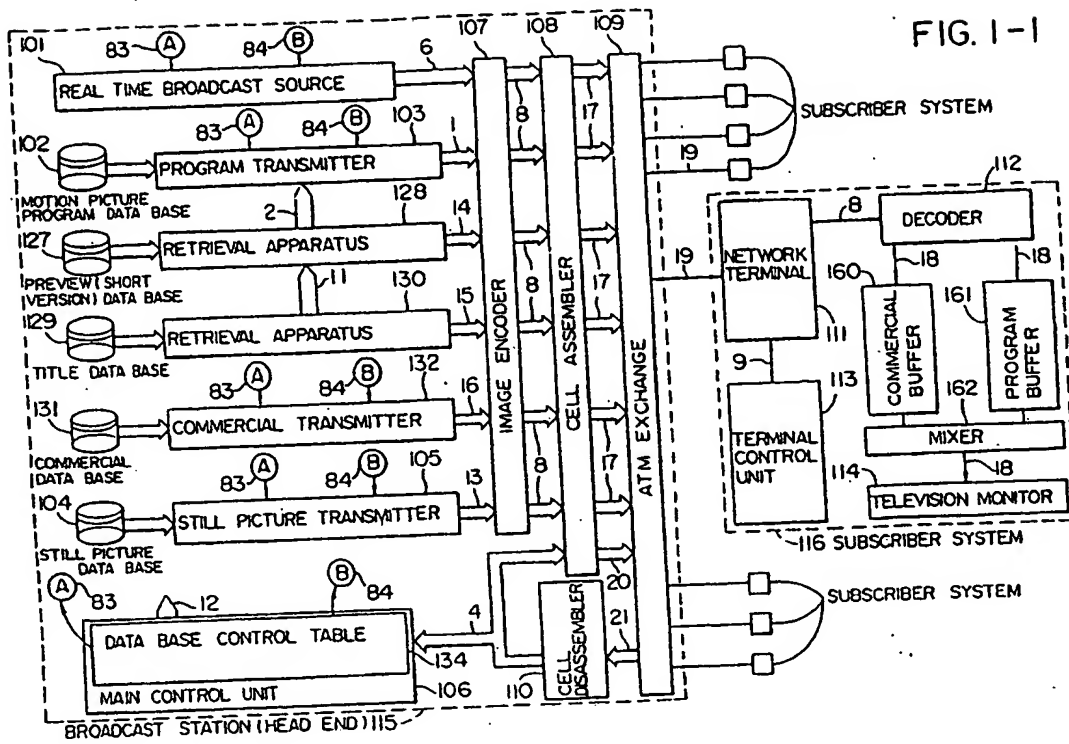 FIG. 1-1
101
83
A
84
B
6
107
108
109
REAL TIME BROADCAST SOURCE
8
17
SUBSCRIBER SYSTEM
102
83
A
84
B
103
1
PROGRAM TRANSMITTER
8
17
19
MOTION PICTURE
PROGRAM DATA BASE
2
128
14
127
RETRIEVAL APPARATUS
8
17
PREVIEW (SHORT
VERSION) DATA BASE
11
130
15
129
RETRIEVAL APPARATUS
8
17
TITLE DATA BASE
IMAGE ENCODER
CELL ASSEMBLER
ATM EXCHANGE
83
A
84
B
132
16
131
COMMERCIAL TRANSMITTER
8
17
COMMERCIAL
DATA BASE
83
A
84
B
105
13
104
STILL PICTURE TRANSMITTER
8
17
STILL PICTURE
DATA BASE
20
A
83
12
B
84
4
21
DATA BASE CONTROL TABLE
134
MAIN CONTROL UNIT
106
110
CELL
DISASSEMBLER
BROADCAST STATION (HEAD END) 115
19
NETWORK
TERMINAL
111
8
112
DECODER
18
18
160
161
COMMERCIAL
BUFFER
PROGRAM
BUFFER
9
113
TERMINAL
CONTROL
UNIT
162
MIXER
114
18
TELEVISION MONITOR
116 SUBSCRIBER SYSTEM
SUBSCRIBER SYSTEM